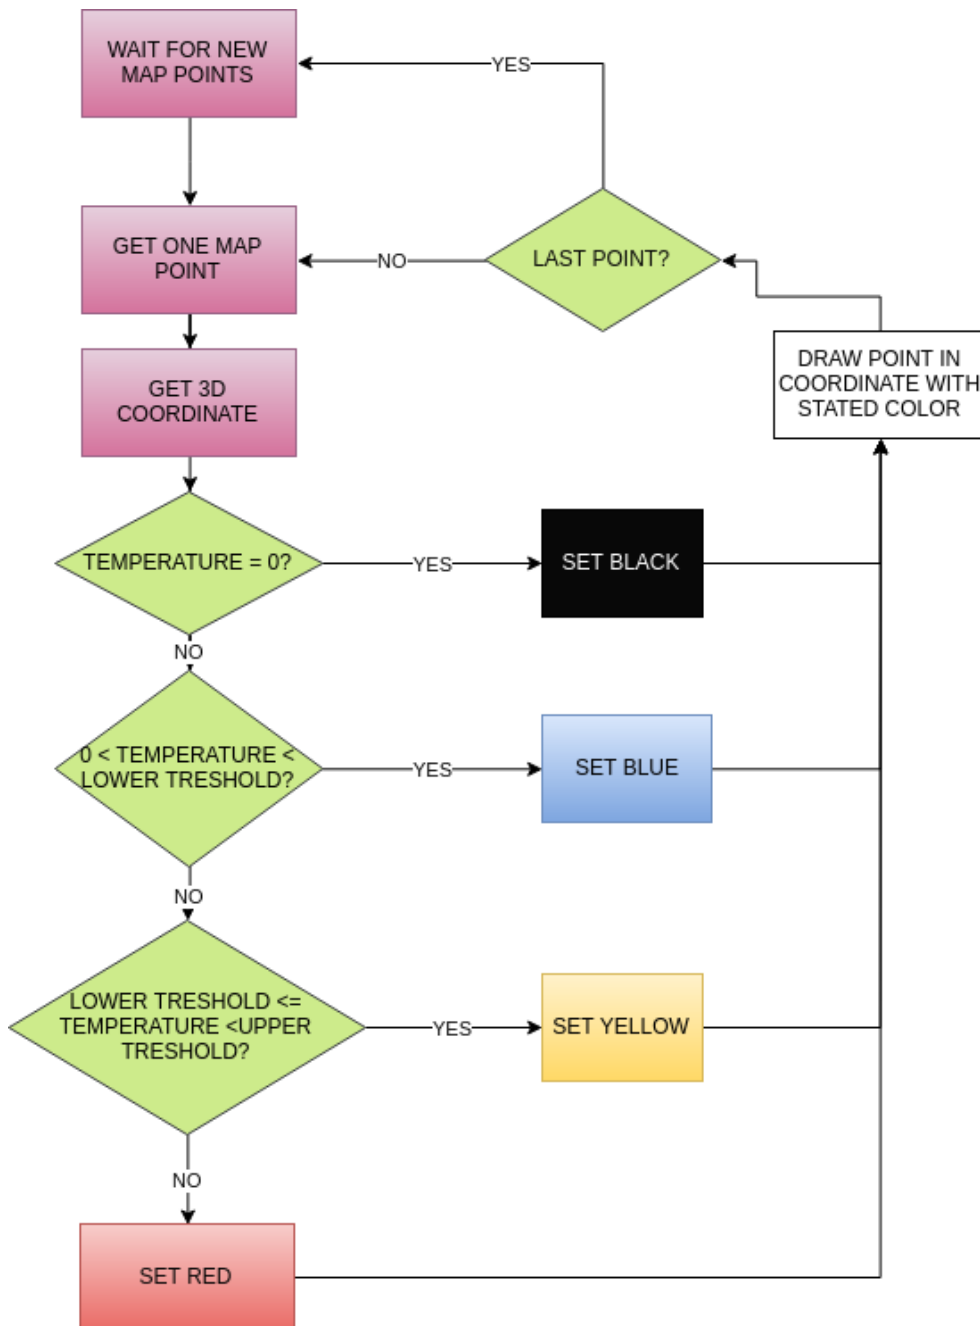 WAIT FOR NEW
MAP POINTS
YES
GET ONE MAP
POINT
NO
LAST POINT?
GET 3D
COORDINATE
DRAW POINT IN
COORDINATE WITH
STATED COLOR
TEMPERATURE = 0?
YES
SET BLACK
NO
0 < TEMPERATURE <
LOWER TRESHOLD?
YES
SET BLUE
NO
LOWER TRESHOLD <=
TEMPERATURE <UPPER
TRESHOLD?
YES
SET YELLOW
NO
SET RED